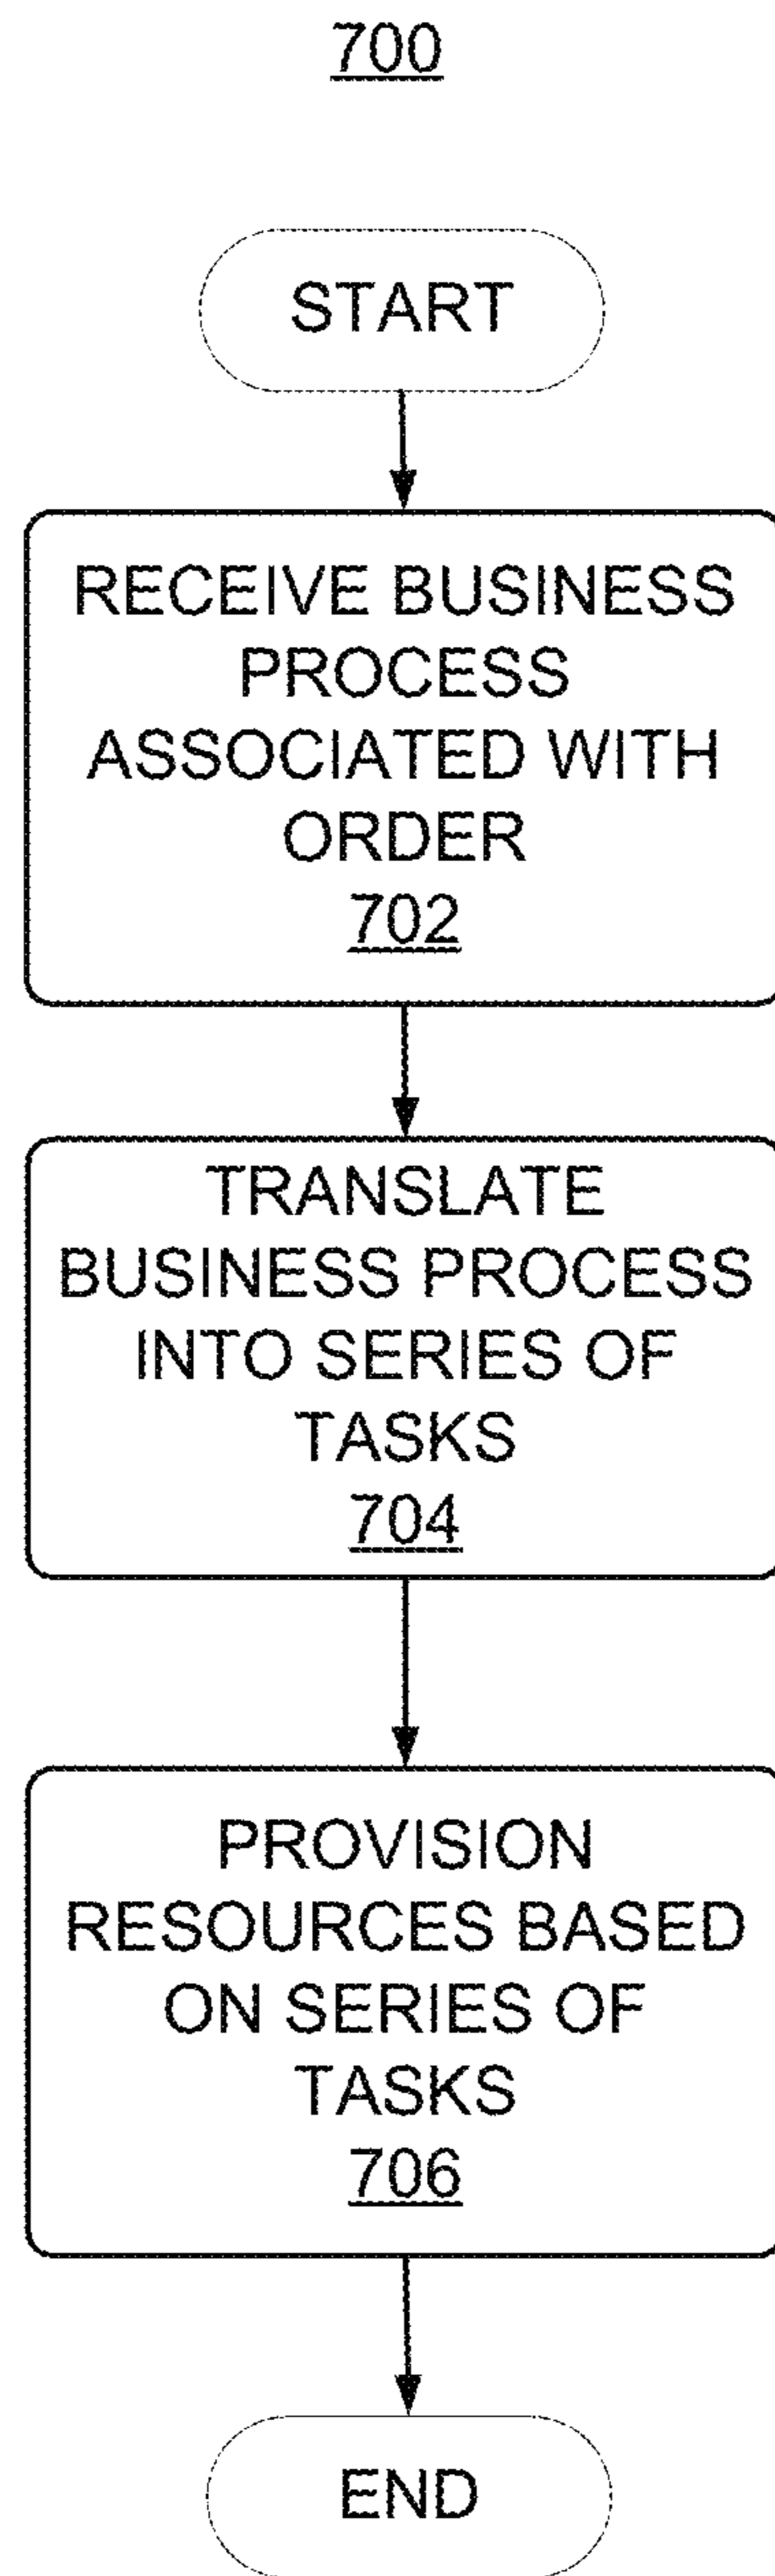 700
START
RECEIVE BUSINESS
PROCESS
ASSOCIATED WITH
ORDER
702
TRANSLATE
BUSINESS PROCESS
INTO SERIES OF
TASKS
704
PROVISION
RESOURCES BASED
ON SERIES OF
TASKS
706
END